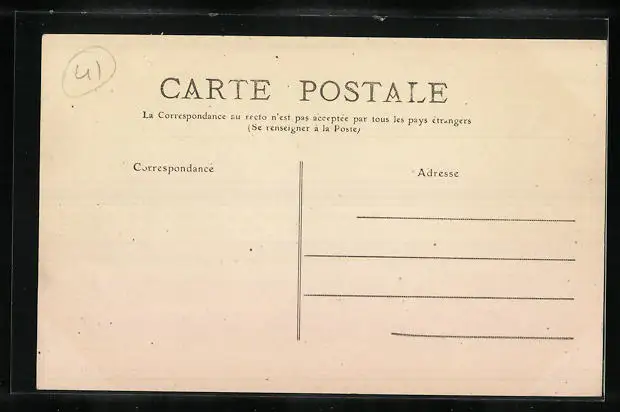 41
CARTE POSTALE
La Correspondance au recto n'est pas acceptée par tous les pays étrangers
(Se renseigner à la Poste)
Correspondance
Adresse